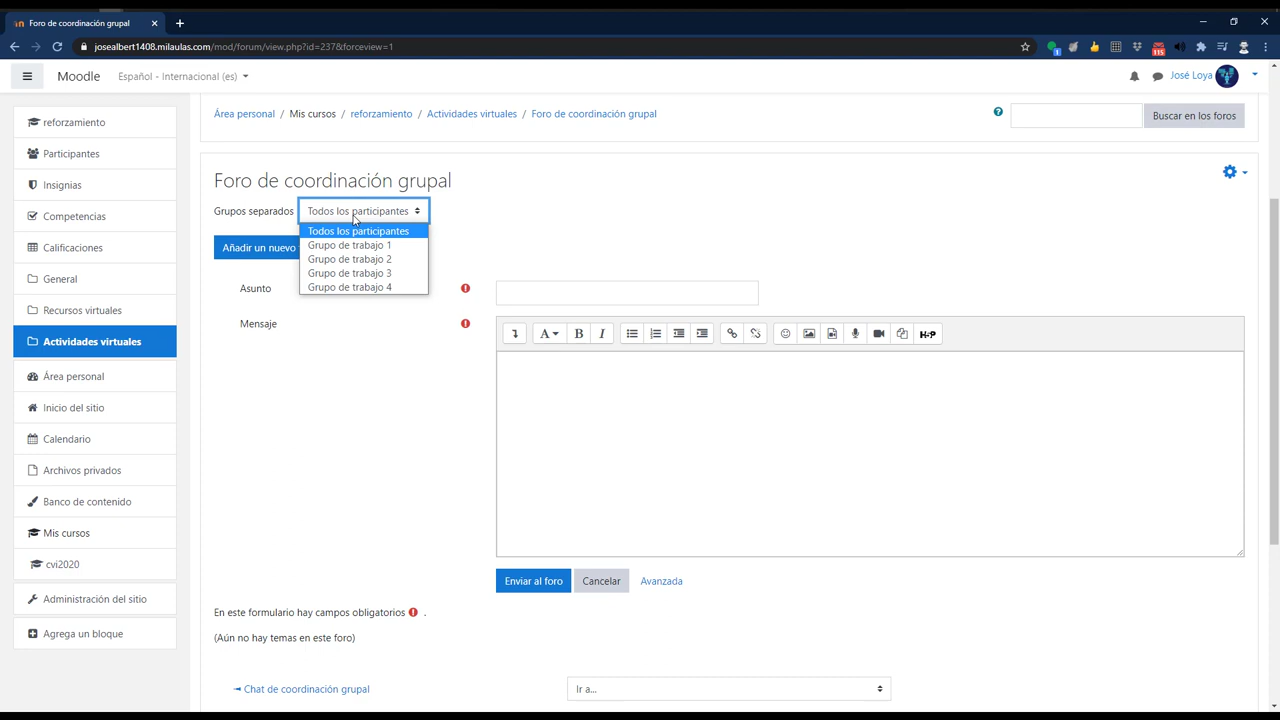 Foro de coordinación grupal
josealbert1408.milaulas.com/mod/forum/view.php?id=237&forceview=1
1
115
Moodle
Español - Internacional (es)
José Loya
reforzamiento
Participantes
Insignias
Competencias
Calificaciones
General
Recursos virtuales
Actividades virtuales
Área personal
Inicio del sitio
Calendario
Archivos privados
Banco de contenido
Mis cursos
cvi2020
Administración del sitio
Agrega un bloque
Área personal / Mis cursos / reforzamiento / Actividades virtuales / Foro de coordinación grupal
Buscar en los foros
Foro de coordinación grupal
Grupos separados Todos los participantes
Todos los participantes
Grupo de trabajo 1
Grupo de trabajo 2
Grupo de trabajo 3
Grupo de trabajo 4
Añadir un nuevo
Asunto
Mensaje
A B I H-P
Enviar al foro Cancelar Avanzada
En este formulario hay campos obligatorios .
(Aún no hay temas en este foro)
◄ Chat de coordinación grupal
Ir a...